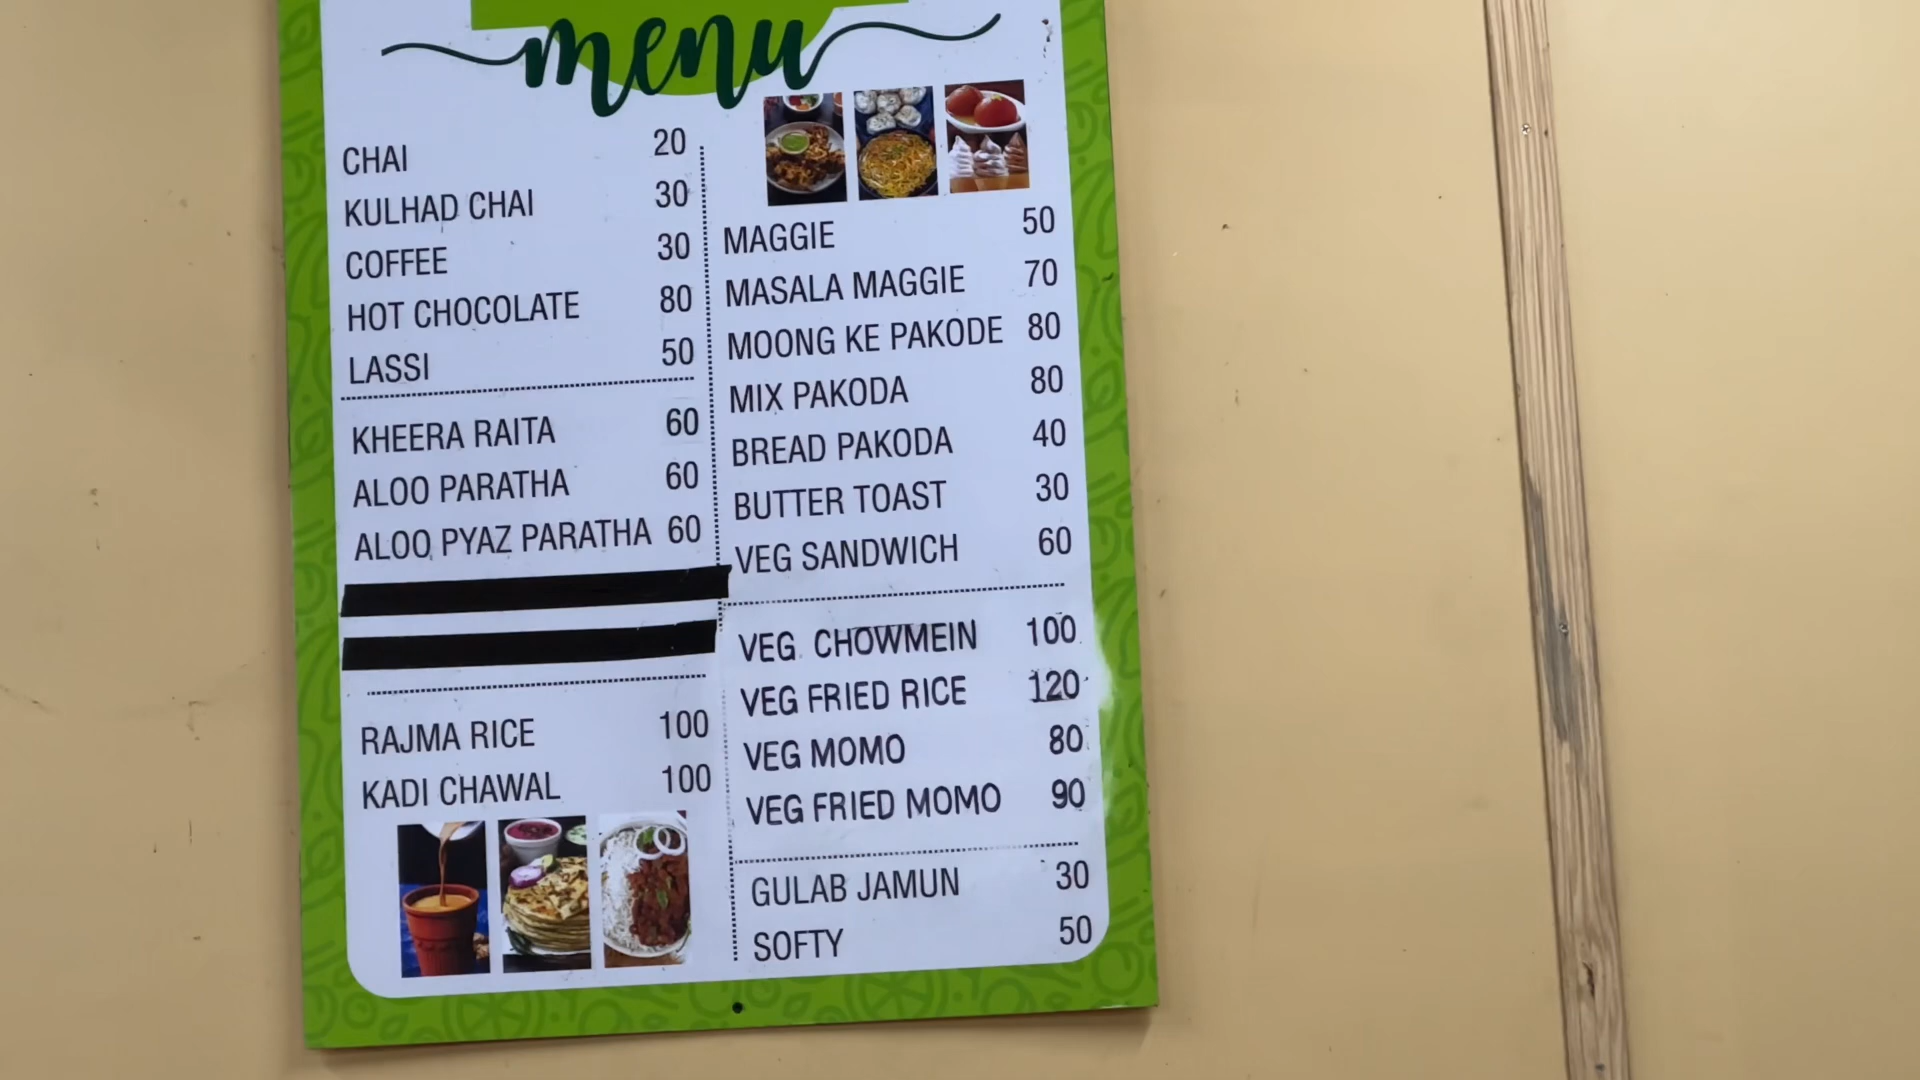 menu
CHAI 20
KULHAD CHAI 30
COFFEE 30
HOT CHOCOLATE 80
LASSI 50
KHEERA RAITA 60
ALOO PARATHA 60
ALOO PYAZ PARATHA 60
RAJMA RICE 100
KADI CHAWAL 100
MAGGIE 50
MASALA MAGGIE 70
MOONG KE PAKODE 80
MIX PAKODA 80
BREAD PAKODA 40
BUTTER TOAST 30
VEG SANDWICH 60
VEG. CHOWMEIN 100
VEG FRIED RICE 120
VEG MOMO 80
VEG FRIED MOMO 90
GULAB JAMUN 30
SOFTY 50